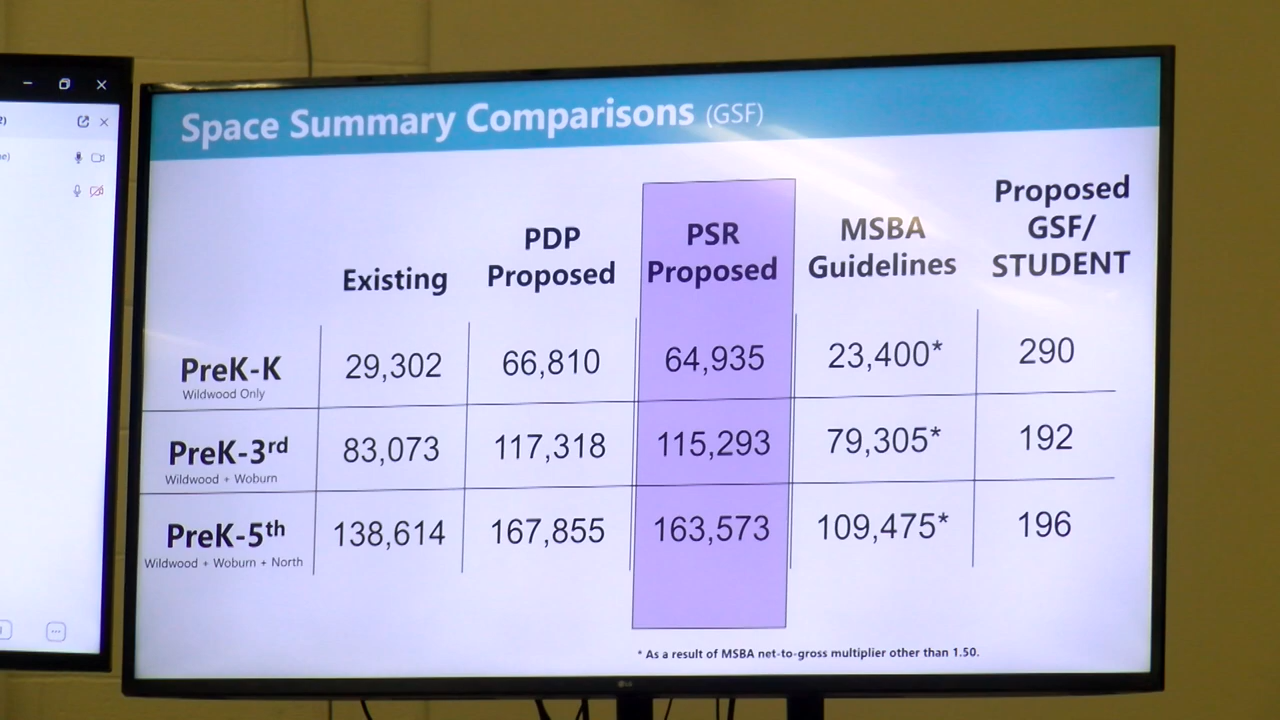 Space Summary Comparisons (GSF)
Existing
PDP
Proposed
PSR
Proposed
MSBA
Guidelines
Proposed
GSF/
STUDENT
PreK-K 29,302 66,810 64,935 23,400* 290
Wildwood Only
PreK-3rd 83,073 117,318 115,293 79,305* 192
Wildwood + Woburn
PreK-5th 138,614 167,855 163,573 109,475* 196
Wildwood + Woburn + North
* As a result of MSBA net-to-gross multiplier other than 1.50.
LG